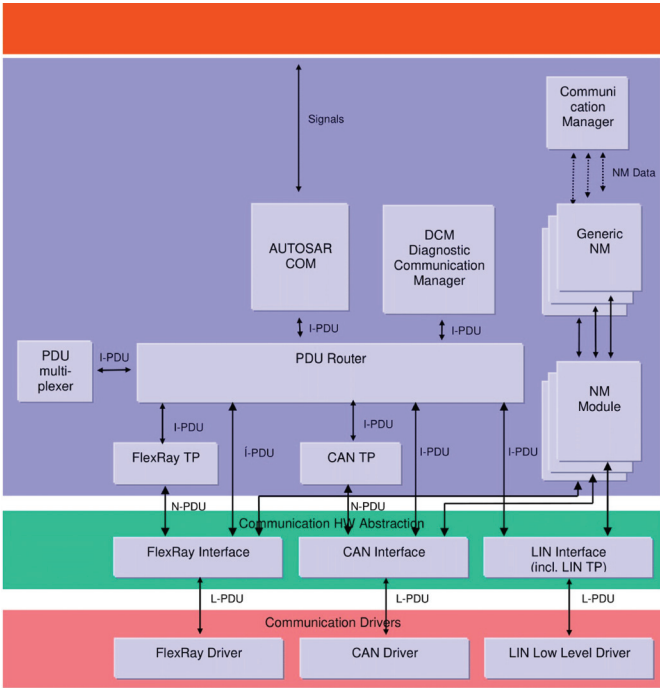 Signals
Communi
cation
Manager
NM Data
AUTOSAR
COM
DCM
Diagnostic
Communication
Manager
Generic
NM
I-PDU
I-PDU
PDU
multi-
plexer
I-PDU
PDU Router
NM
Module
I-PDU
I-PDU
I-PDU
I-PDU
I-PDU
FlexRay TP
CAN TP
N-PDU
N-PDU
Communication HW Abstraction
FlexRay Interface
CAN Interface
LIN Interface
(incl. LIN TP)
L-PDU
L-PDU
L-PDU
Communication Drivers
FlexRay Driver
CAN Driver
LIN Low Level Driver